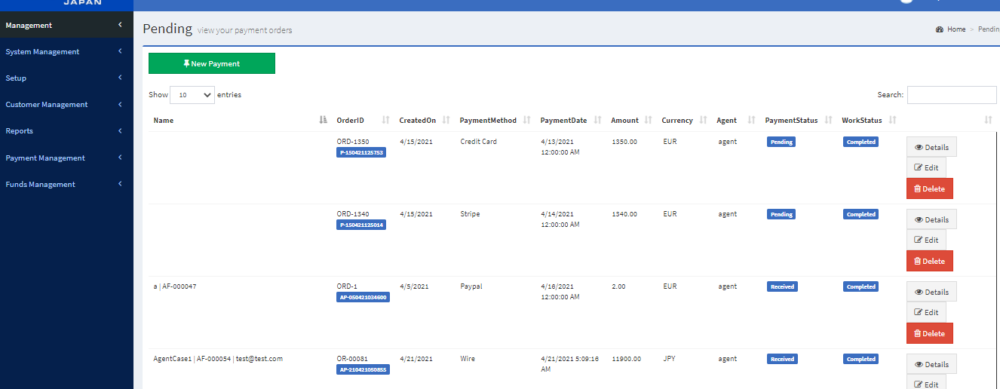 JAPAN
Management
System Management
Setup
Customer Management
Reports
Payment Management
Funds Management
Pending view your payment orders
Home > Pendin
New Payment
Show 10 entries
Search:
Name OrderID CreatedOn PaymentMethod PaymentDate Amount Currency Agent PaymentStatus WorkStatus
ORD-1350 4/15/2021 Credit Card 4/13/2021 1350.00 EUR agent Pending Completed Details
P-150421125753 12:00:00 AM
Edit
Delete
ORD-1340 4/15/2021 Stripe 4/14/2021 1340.00 EUR agent Pending Completed Details
P-150421125014 12:00:00 AM
Edit
Delete
a | AF-000047 ORD-1 4/5/2021 Paypal 4/16/2021 2.00 EUR agent Received Completed Details
AP-050421034600 12:00:00 AM
Edit
Delete
AgentCase1 | AF-000054 | test@test.com OR-00081 4/21/2021 Wire 4/21/2021 5:09:16 11900.00 JPY agent Received Completed Details
AP-210421050855 AM
Edit